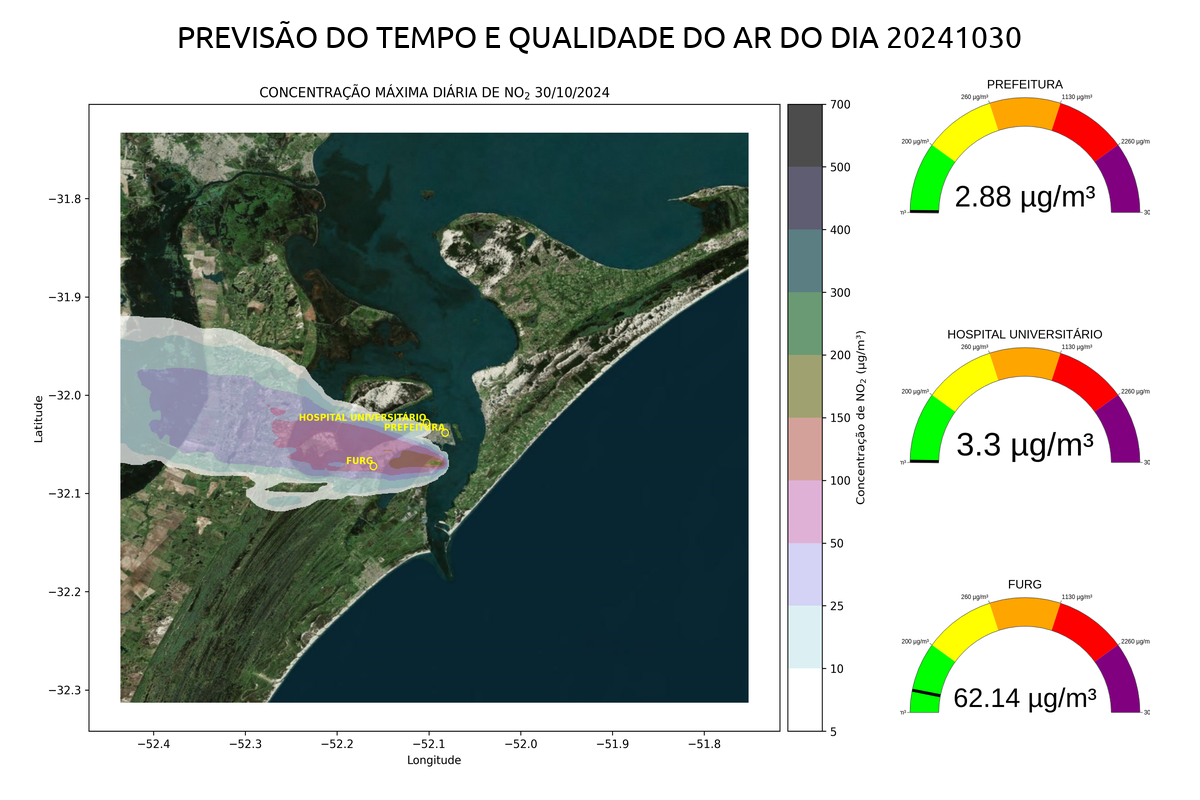 PREVISÃO DO TEMPO E QUALIDADE DO AR DO DIA 20241030
CONCENTRAÇÃO MÁXIMA DIÁRIA DE NO₂ 30/10/2024
−31.8
−31.9
−32.0
−32.1
−32.2
−32.3
Latitude
−52.4
−52.3
−52.2
−52.1
−52.0
−51.9
−51.8
Longitude
HOSPITAL UNIVERSITÁRIO
PREFEITURA
FURG
700
500
400
300
200
150
100
50
25
10
5
Concentração de NO₂ (µg/m³)
PREFEITURA
260 µg/m³
1130 µg/m³
200 µg/m³
2260 µg/m
2.88 µg/m³
HOSPITAL UNIVERSITÁRIO
260 µg/m³
1130 µg/m³
200 µg/m³
2260 µg/m
3.3 µg/m³
FURG
260 µg/m³
1130 µg/m³
200 µg/m³
2260 µg/m
62.14 µg/m³